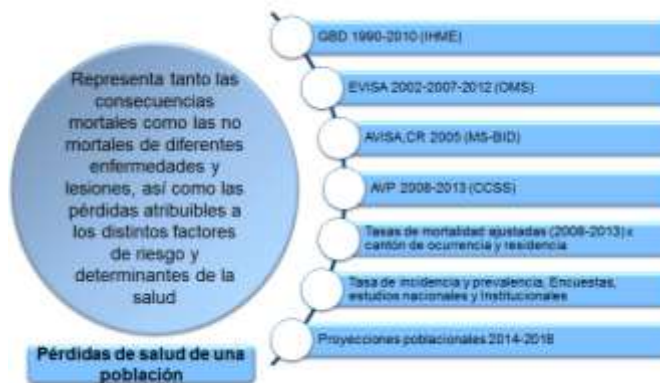 Representa tanto las
consecuencias
mortales como las no
mortales de diferentes
enfermedades y
lesiones, así como las
pérdidas atribuibles a
los distintos factores
de riesgo y
determinantes de la
salud
Pérdidas de salud de una
población
GBD 1990-2010 (IHME)
EVISA 2002-2007-2012 (OMS)
AVISA,CR 2005 (MS-BID)
AVP 2008-2013 (CCSS)
Tasas de mortalidad ajustadas (2008-2013) x
cantón de ocurrencia y residencia
Tasa de incidencia y prevalencia, Encuestas,
estudios nacionales y Institucionales
Proyecciones poblacionales 2014-2018